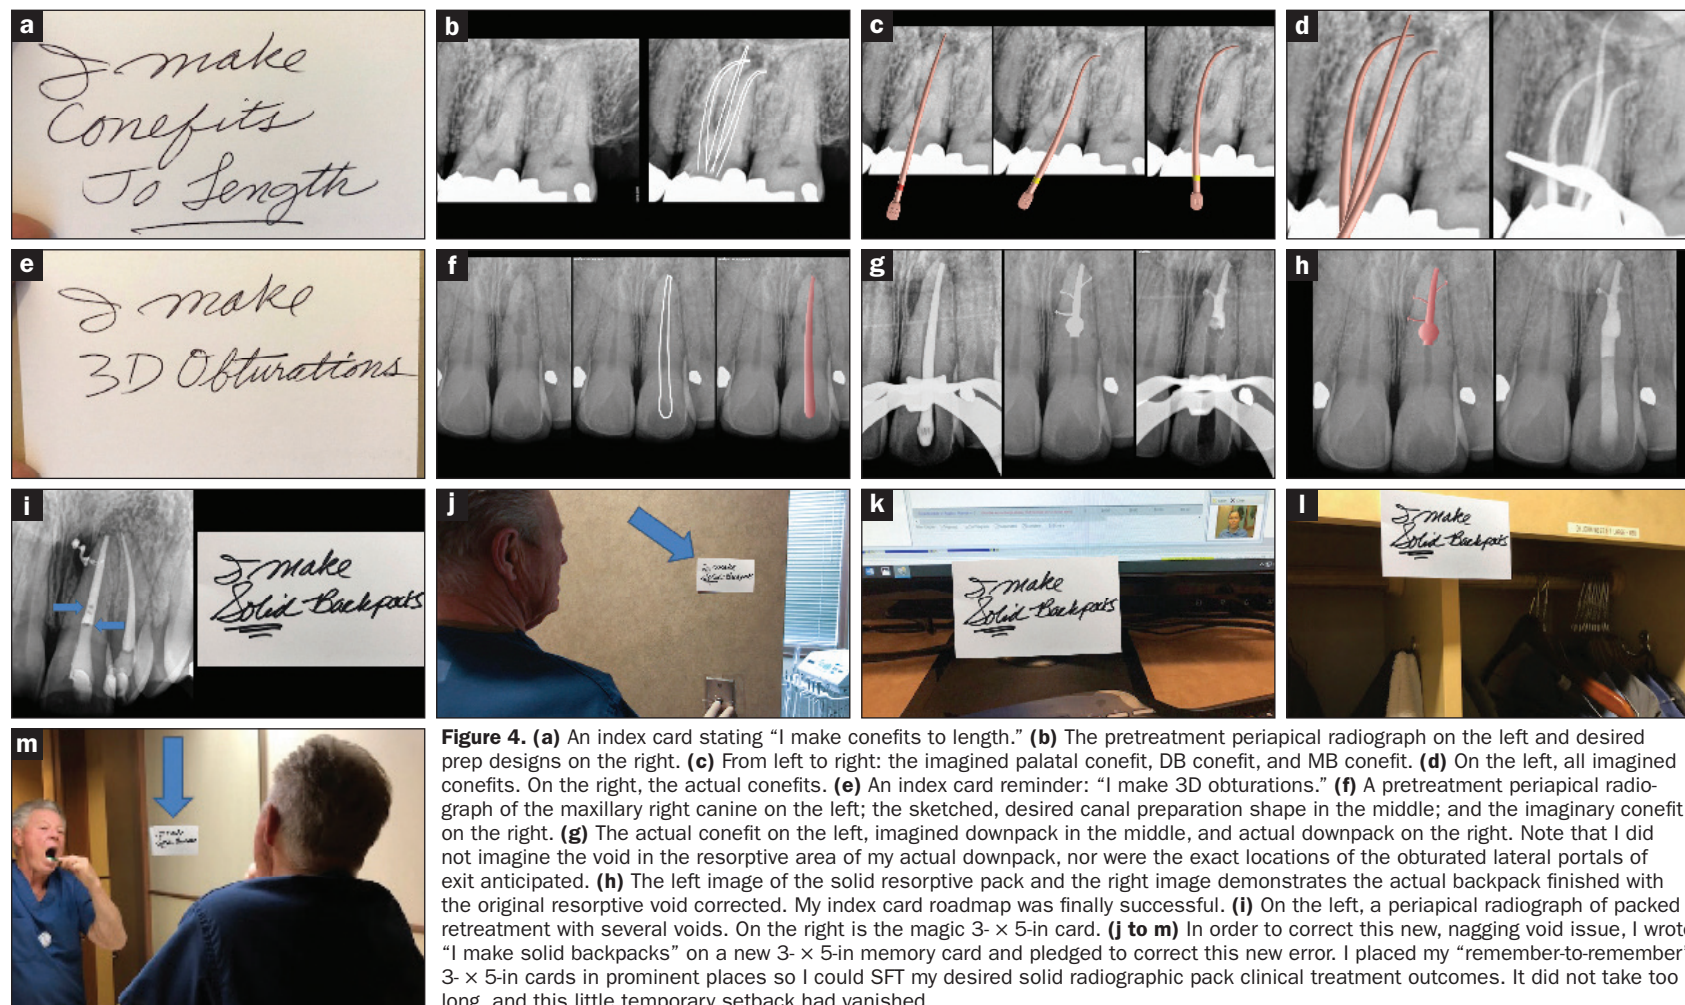 a
I make
Conefits
To Length
b
c
d
e
I make
3D Obturations
f
g
h
i
I make
Solid Backpacks
j
I make
Solid Backpacks
k
I make
Solid Backpacks
l
I make
Solid Backpacks
m
Figure 4. (a) An index card stating “I make conefits to length.” (b) The pretreatment periapical radiograph on the left and desired
prep designs on the right. (c) From left to right: the imagined palatal conefit, DB conefit, and MB conefit. (d) On the left, all imagined
conefits. On the right, the actual conefits. (e) An index card reminder: “I make 3D obturations.” (f) A pretreatment periapical radio-
graph of the maxillary right canine on the left; the sketched, desired canal preparation shape in the middle; and the imaginary conefit
on the right. (g) The actual conefit on the left, imagined downpack in the middle, and actual downpack on the right. Note that I did
not imagine the void in the resorptive area of my actual downpack, nor were the exact locations of the obturated lateral portals of
exit anticipated. (h) The left image of the solid resorptive pack and the right image demonstrates the actual backpack finished with
the original resorptive void corrected. My index card roadmap was finally successful. (i) On the left, a periapical radiograph of packed
retreatment with several voids. On the right is the magic 3- × 5-in card. (j to m) In order to correct this new, nagging void issue, I wrote
“I make solid backpacks” on a new 3- × 5-in memory card and pledged to correct this new error. I placed my “remember-to-remember”
3- × 5-in cards in prominent places so I could SFT my desired solid radiographic pack clinical treatment outcomes. It did not take too
long, and this little temporary setback had vanished.